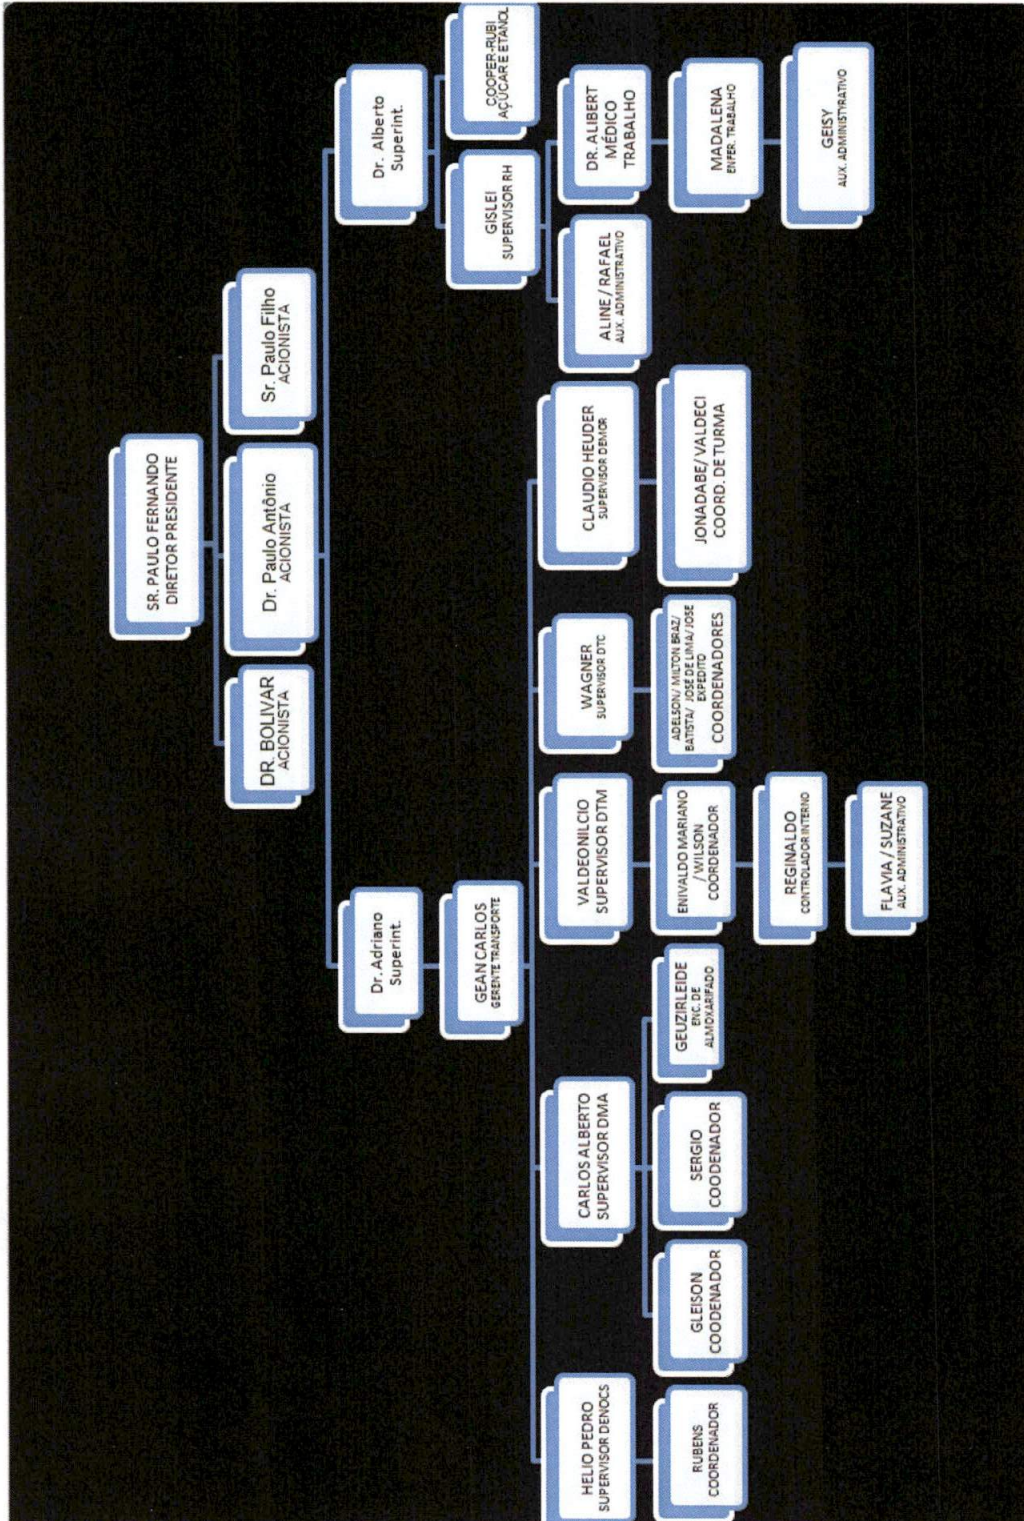 SR. PAULO FERNANDO
DIRETOR PRESIDENTE
DR. BOLIVAR
ACIONISTA
Dr. Paulo Antônio
ACIONISTA
Sr. Paulo Filho
ACIONISTA
Dr. Adriano
Superint.
Dr. Alberto
Superint.
GEAN CARLOS
GERENTE TRANSPORTE
GISLEI
SUPERVISOR RH
COOPER-RUBI
AÇUCAR E ETANOL
HELIO PEDRO
SUPERVISOR DENOCS
CARLOS ALBERTO
SUPERVISOR DMA
VALDEONILCIO
SUPERVISOR DTM
WAGNER
SUPERVISOR DTC
CLAUDIO HEUDER
SUPERVISOR DEMOR
ALINE / RAFAEL
AUX. ADMINISTRATIVO
DR. ALIBERT
MÉDICO
TRABALHO
RUBENS
COORDENADOR
GLEISON
COODENADOR
SERGIO
COODENADOR
GEUZIRLEIDE
ENC. DE
ALMOXARIFADO
ENIVALDO MARIANO
/ WILSON
COORDENADOR
ADELSON/ MILTON BRAZ/
BATISTA/ JOSÉ DE LIMA/ JOSE
EXPEDITO
COORDENADORES
JONADABE/ VALDECI
COORD. DE TURMA
MADALENA
ENFER. TRABALHO
REGINALDO
CONTROLADOR INTERNO
GEISY
AUX. ADMINISTYRATIVO
FLAVIA / SUZANE
AUX. ADMINISTRATIVO